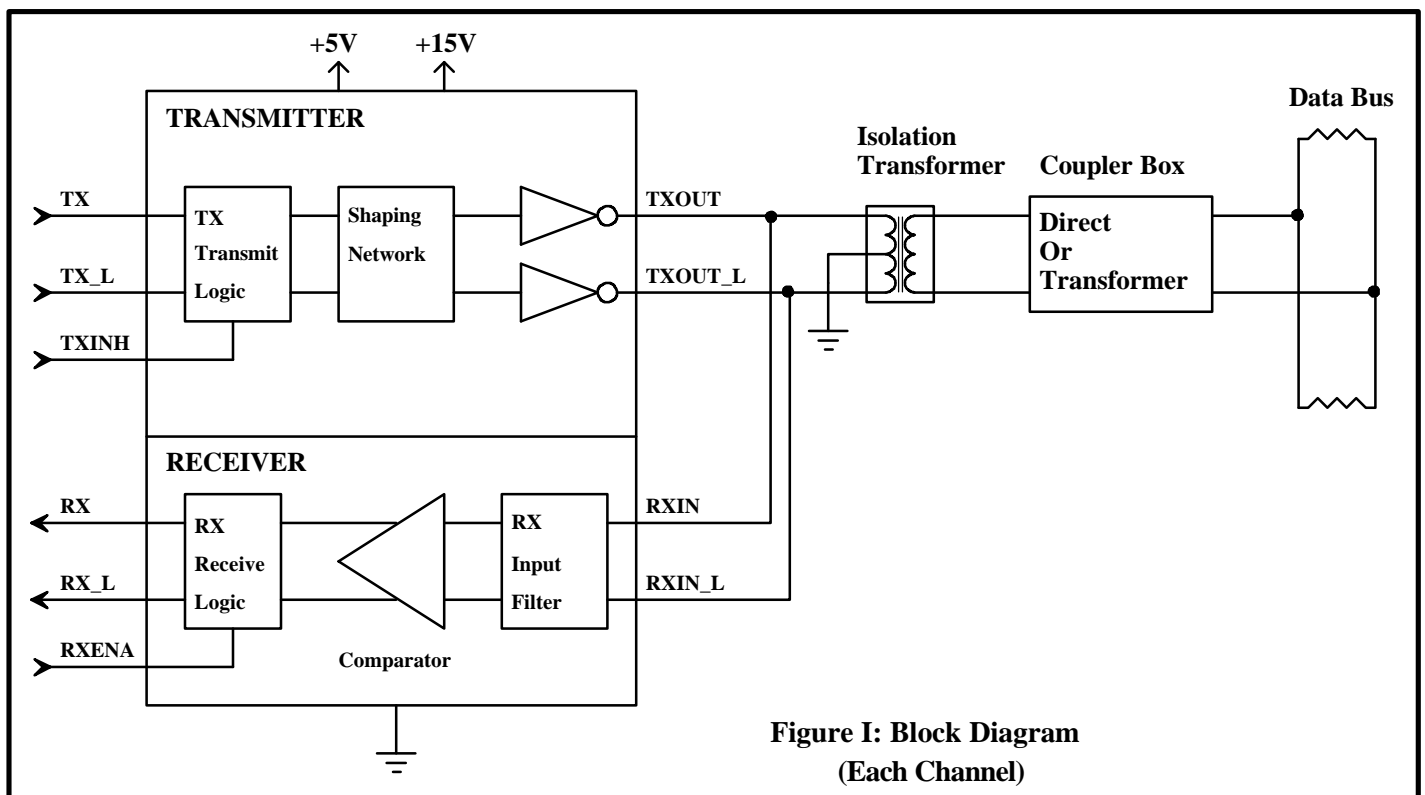 +5V
+15V
TRANSMITTER
TX
TX_L
TXINH
TX
Transmit
Logic
Shaping
Network
TXOUT
TXOUT_L
Isolation
Transformer
Coupler Box
Direct
Or
Transformer
Data Bus
RECEIVER
RX
RX_L
RXENA
RX
Receive
Logic
Comparator
RX
Input
Filter
RXIN
RXIN_L
Figure I: Block Diagram
(Each Channel)